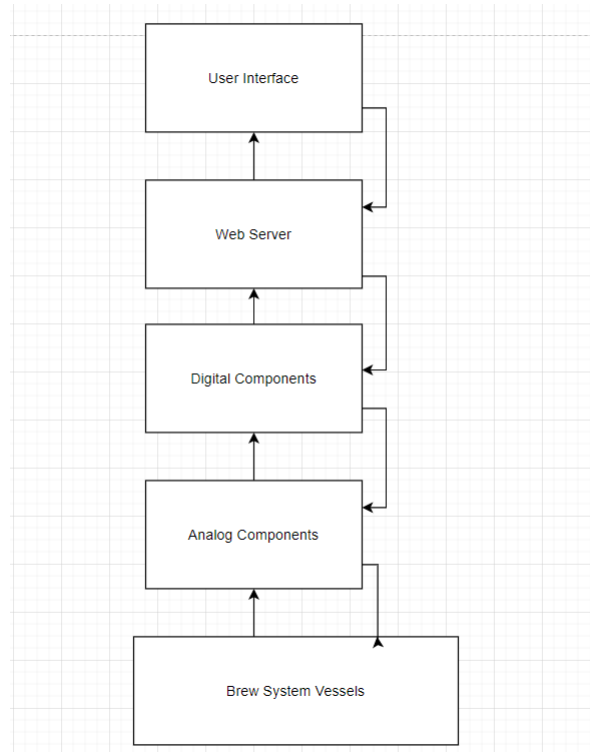 User Interface
Web Server
Digital Components
Analog Components
Brew System Vessels